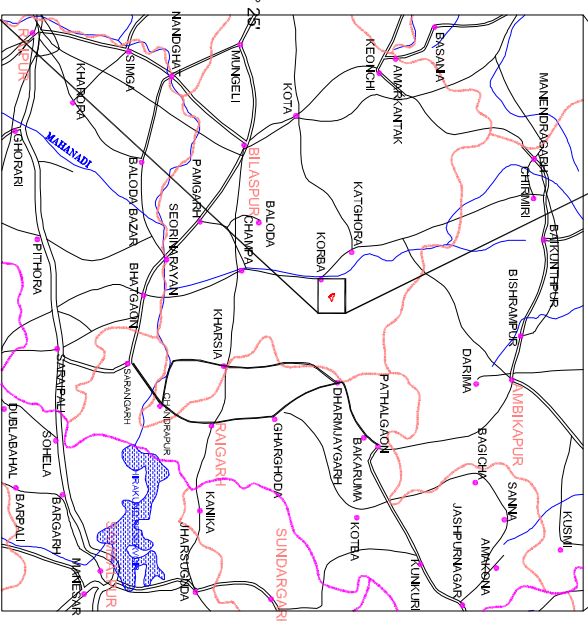 25'
RAIPUR
SIMGA
NANDGHAT
MUNGELI
KOTA
KEONCHI
AMARKANTAK
BASANIA
KHARORA
MAHANADI
GHORARI
BALODA BAZAR
PAMGARH
BILASPUR
BALODA
KATGHORA
MANENDRAGARH
CHIRIMIRI
BAIKUNTHPUR
PITHORA
BHATGAON
SEORINARAYAN
CHAMPA
KORBA
BISHRAMPUR
SARAIPALI
SARANGARH
CHANDRAPUR
KHARSIA
RAIGARH
GHARGHODA
DHARMJAYGARH
BAKARUMA
PATHALGAON
DARIMA
AMBIKAPUR
BAGICHA
SANNA
KUSMI
DUBLABAHAL
SOHELA
BARPALI
BARGARH
MANESAR
JHARSUGUDA
KANIKA
SUNDARGARH
KOTBA
KUNKURI
JASHPURNAGAR
AMAKONA